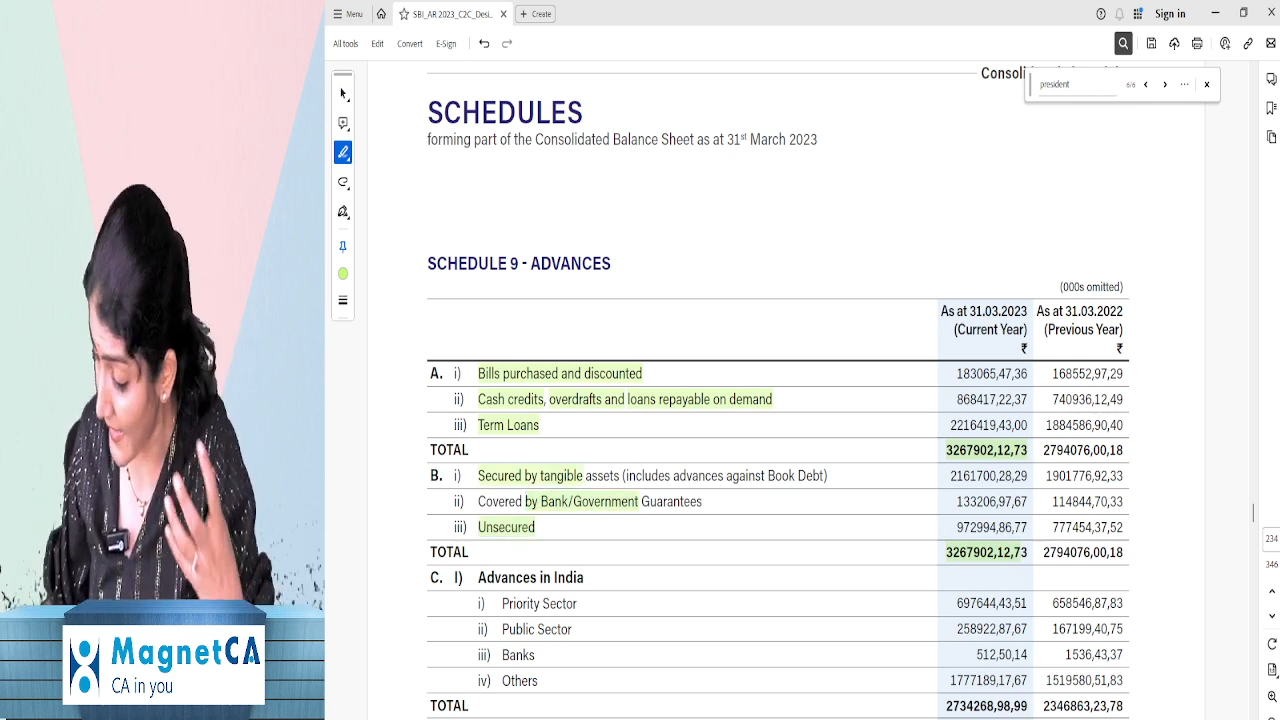 Menu
SBI_AR 2023_C2C_Desi...
Create
Sign in
All tools Edit Convert E-Sign
president 6/6
SCHEDULES
forming part of the Consolidated Balance Sheet as at 31st March 2023
SCHEDULE 9 - ADVANCES
(000s omitted)
As at 31.03.2023 As at 31.03.2022
(Current Year) (Previous Year)
₹ ₹
A. i) Bills purchased and discounted 183065,47,36 168552,97,29
ii) Cash credits, overdrafts and loans repayable on demand 868417,22,37 740936,12,49
iii) Term Loans 2216419,43,00 1884586,90,40
TOTAL 3267902,12,73 2794076,00,18
B. i) Secured by tangible assets (includes advances against Book Debt) 2161700,28,29 1901776,92,33
ii) Covered by Bank/Government Guarantees 133206,97,67 114844,70,33
iii) Unsecured 972994,86,77 777454,37,52
TOTAL 3267902,12,73 2794076,00,18
C. I) Advances in India
i) Priority Sector 697644,43,51 658546,87,83
ii) Public Sector 258922,87,67 167199,40,75
iii) Banks 512,50,14 1536,43,37
iv) Others 1777189,17,67 1519580,51,83
TOTAL 2734268,98,99 2346863,23,78
234
346
MagnetCA
CA in you